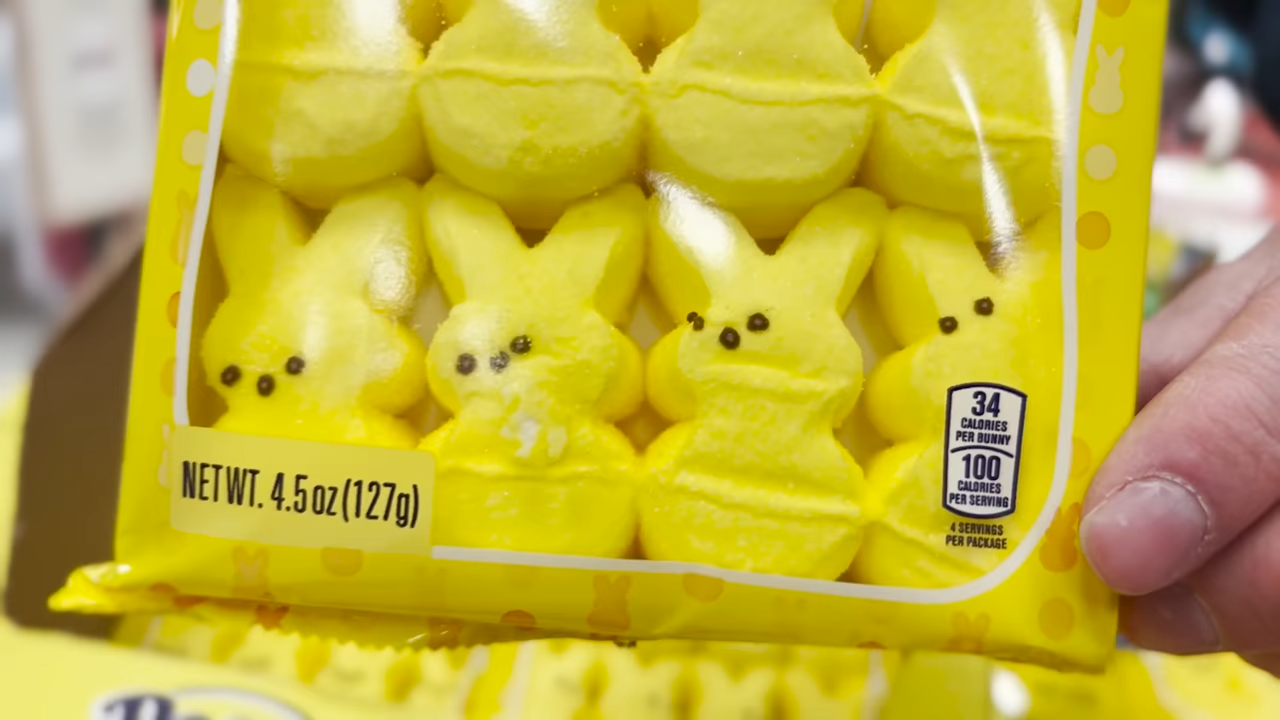 NET WT. 4.5 oz (127g)
34
CALORIES
PER BUNNY
100
CALORIES
PER SERVING
4 SERVINGS
PER PACKAGE